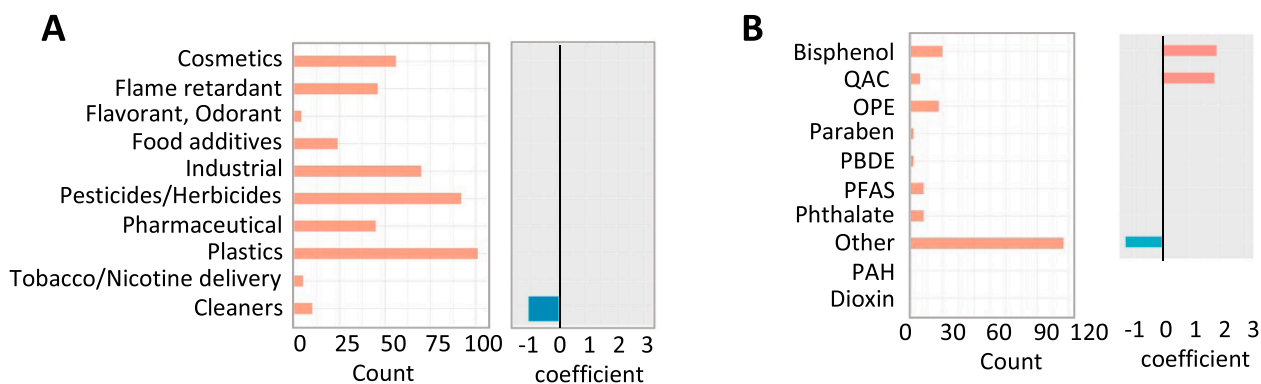 A
Cosmetics
Flame retardant
Flavorant, Odorant
Food additives
Industrial
Pesticides/Herbicides
Pharmaceutical
Plastics
Tobacco/Nicotine delivery
Cleaners
0 25 50 75 100
Count
-1 0 1 2 3
coefficient
B
Bisphenol
QAC
OPE
Paraben
PBDE
PFAS
Phthalate
Other
PAH
Dioxin
0 30 60 90 120
Count
-1 0 1 2 3
coefficient